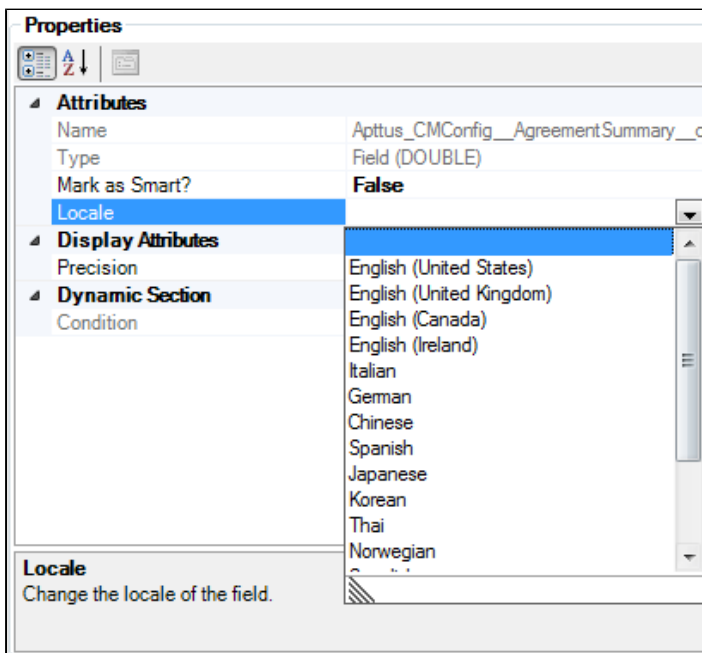 Properties
Attributes
Name Apttus_CMConfig__AgreementSummary__c
Type Field (DOUBLE)
Mark as Smart? False
Locale
Display Attributes
Precision English (United States)
Dynamic Section English (United Kingdom)
Condition English (Canada)
English (Ireland)
Italian
German
Chinese
Spanish
Japanese
Korean
Thai
Norwegian
Locale
Change the locale of the field.